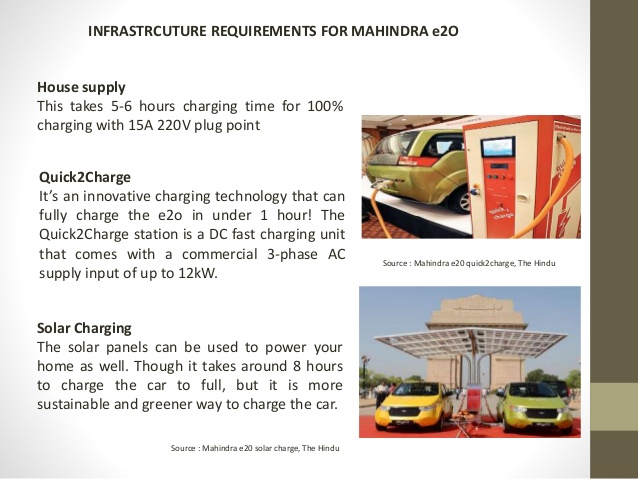 INFRASTRCUTURE REQUIREMENTS FOR MAHINDRA e2O
House supply
This takes 5-6 hours charging time for 100%
charging with 15A 220V plug point
Quick2Charge
It’s an innovative charging technology that can
fully charge the e2o in under 1 hour! The
Quick2Charge station is a DC fast charging unit
that comes with a commercial 3-phase AC
supply input of up to 12kW.
Source : Mahindra e20 quick2charge, The Hindu
Solar Charging
The solar panels can be used to power your
home as well. Though it takes around 8 hours
to charge the car to full, but it is more
sustainable and greener way to charge the car.
Source : Mahindra e20 solar charge, The Hindu